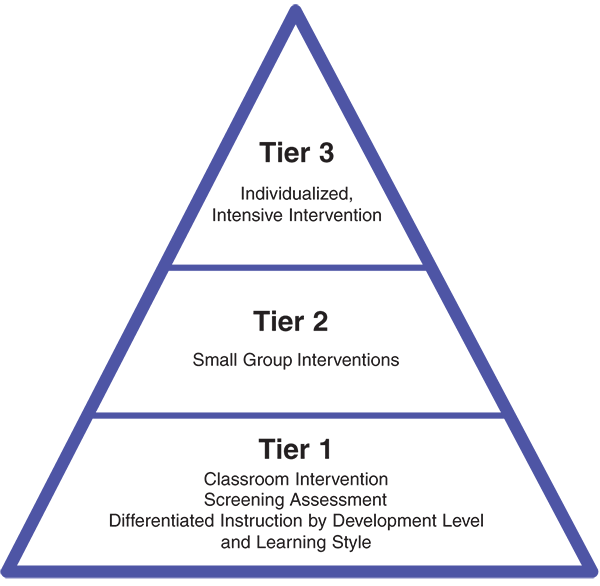 Tier 3
Individualized,
Intensive Intervention
Tier 2
Small Group Interventions
Tier 1
Classroom Intervention
Screening Assessment
Differentiated Instruction by Development Level
and Learning Style